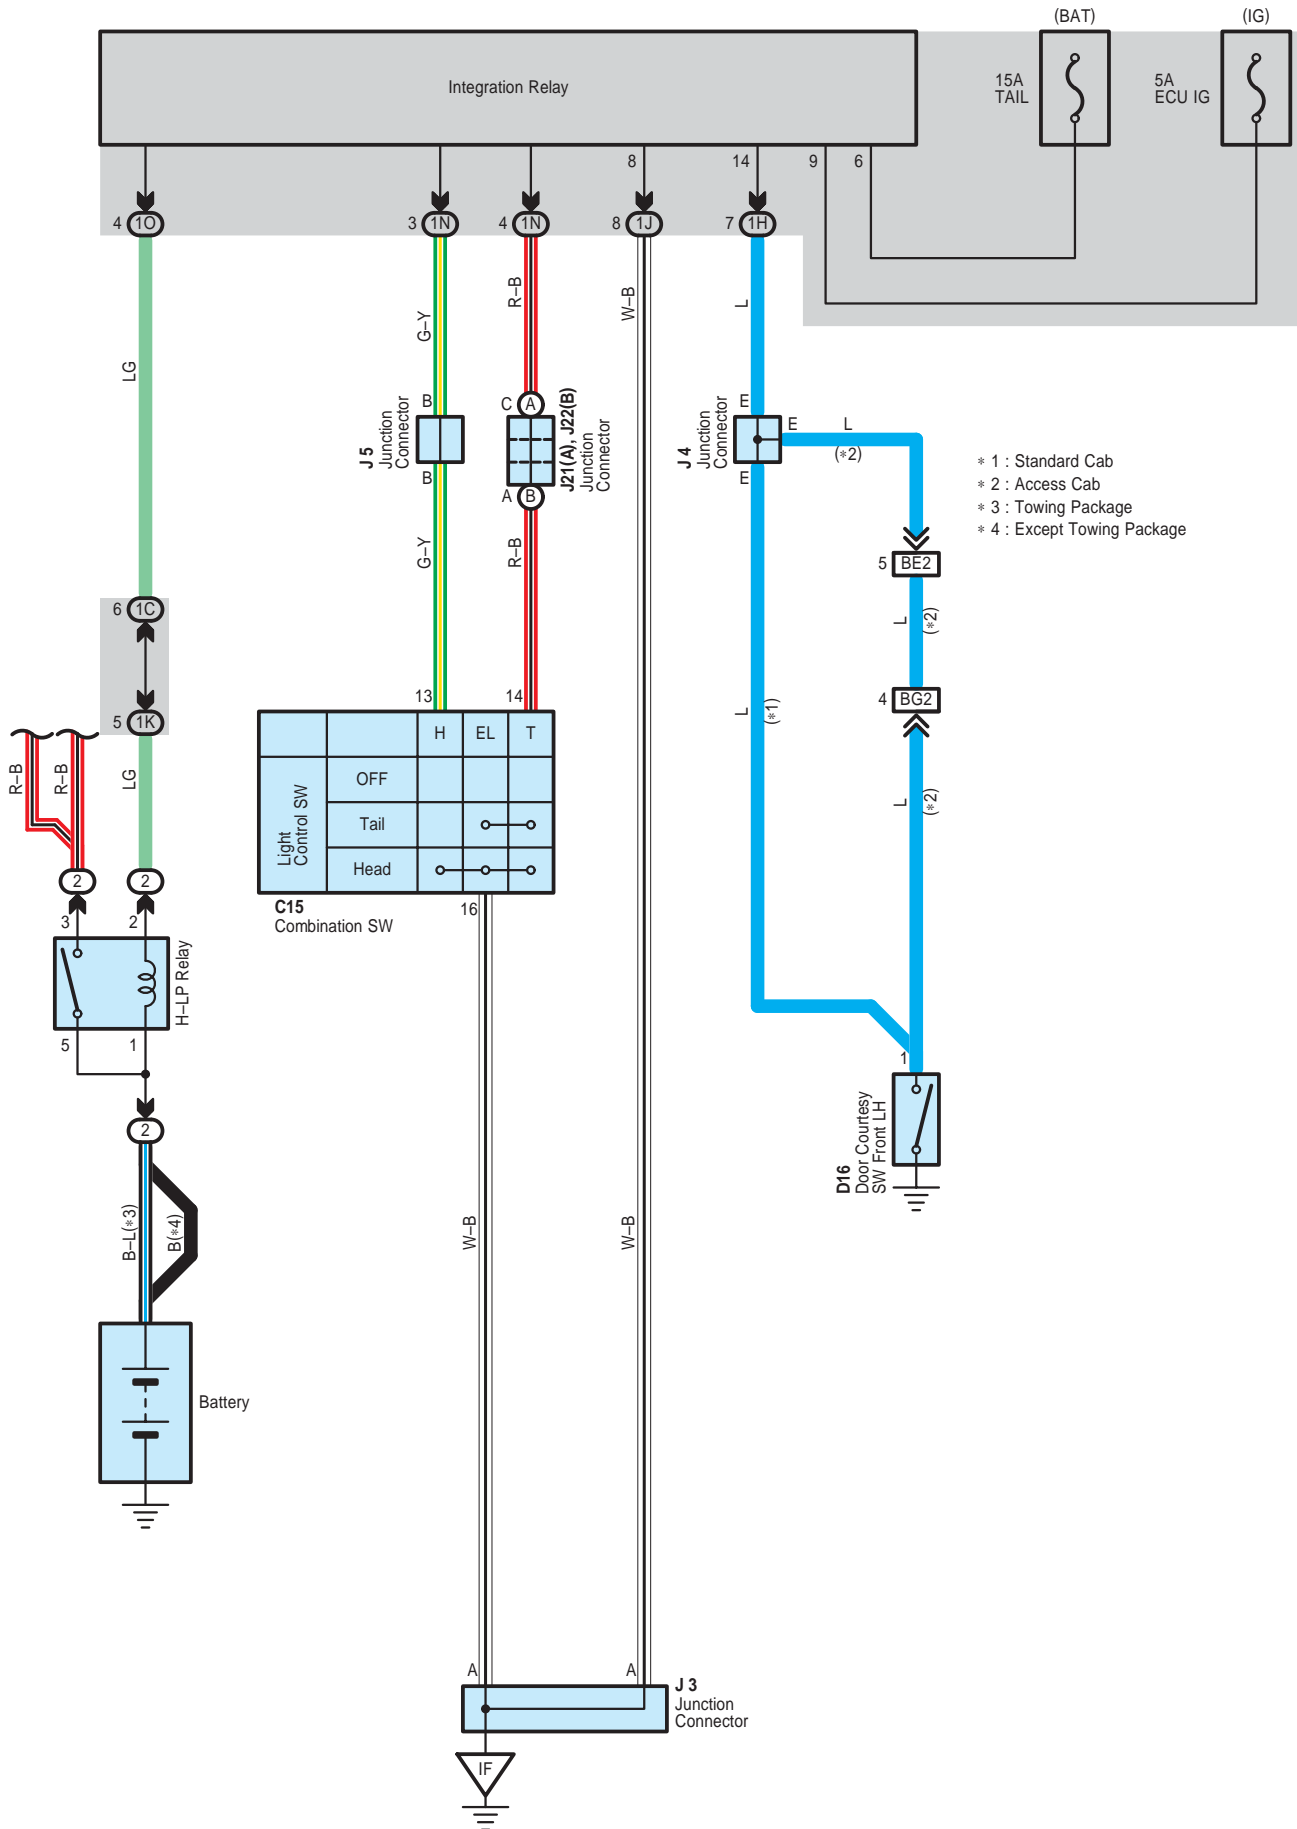 (BAT)
(IG)
Integration Relay
15A
TAIL
5A
ECU IG
8
14
9
6
4
1O
3
1N
4
1N
8
1J
7
1H
LG
G–Y
R–B
W–B
L
B
J 5
Junction
Connector
B
C
A
J21(A), J22(B)
Junction
Connector
A
B
E
J 4
Junction
Connector
E
E
L
(∗2)
∗ 1 : Standard Cab
∗ 2 : Access Cab
∗ 3 : Towing Package
∗ 4 : Except Towing Package
G–Y
R–B
5
BE2
L
(∗2)
4
BG2
L
(∗2)
L
(∗1)
6
1C
5
1K
R–B
R–B
LG
13
14
H
EL
T
Light
Control SW
OFF
Tail
Head
C15
Combination SW
16
2
2
3
2
H–LP Relay
5
1
2
B–L(∗3)
B(∗4)
Battery
W–B
W–B
1
D16
Door Courtesy
SW Front LH
A
A
J 3
Junction
Connector
IF